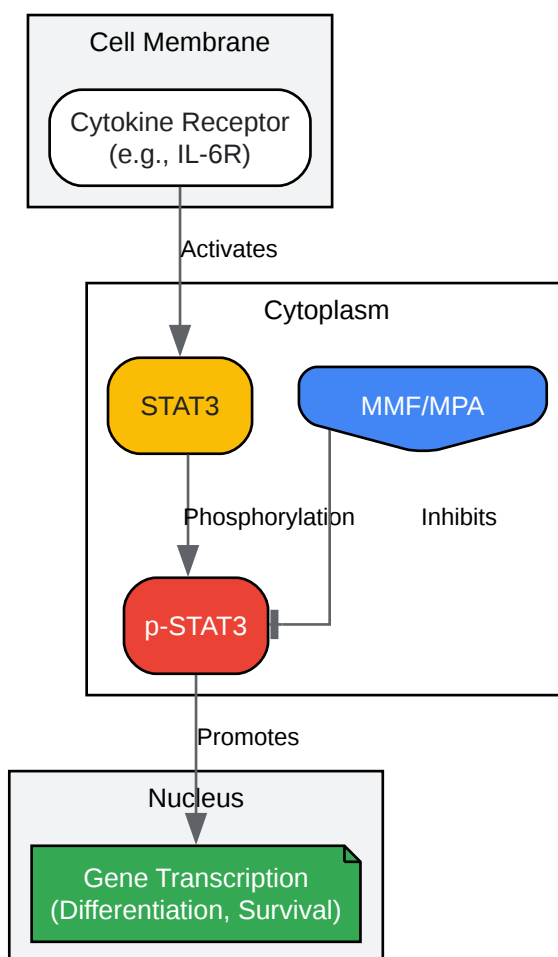 Cell Membrane
Cytokine Receptor
(e.g., IL-6R)
Activates
Cytoplasm
STAT3
MMF/MPA
Phosphorylation
Inhibits
p-STAT3
Promotes
Nucleus
Gene Transcription
(Differentiation, Survival)